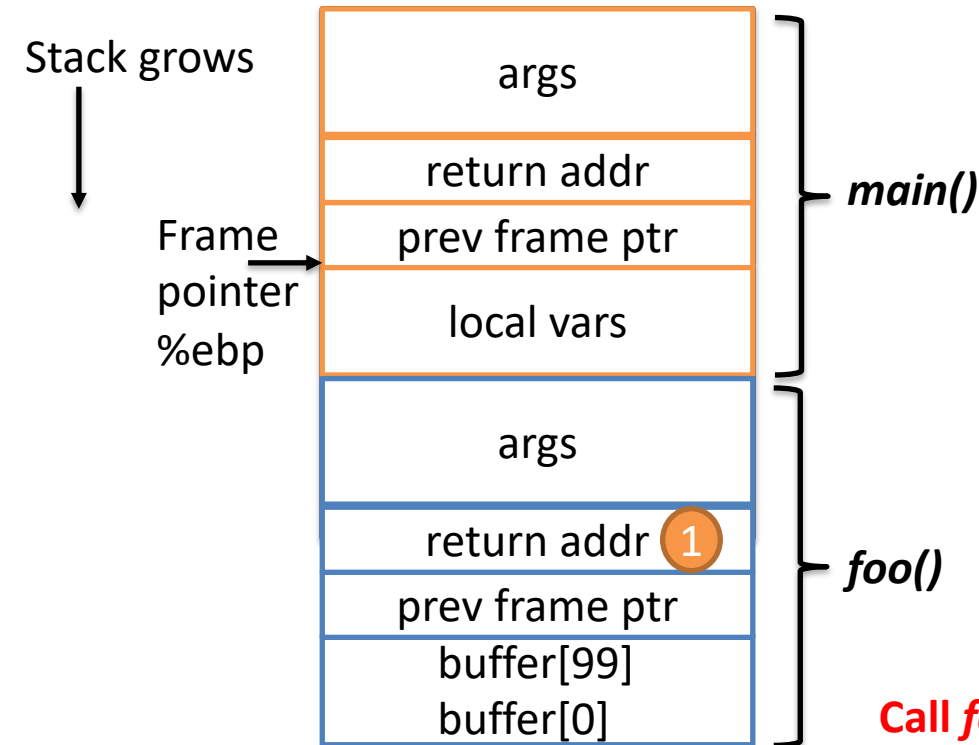 Stack grows
args
return addr
main()
Frame
pointer
%ebp
prev frame ptr
local vars
args
return addr 1
foo()
prev frame ptr
buffer[99]
buffer[0]
Call